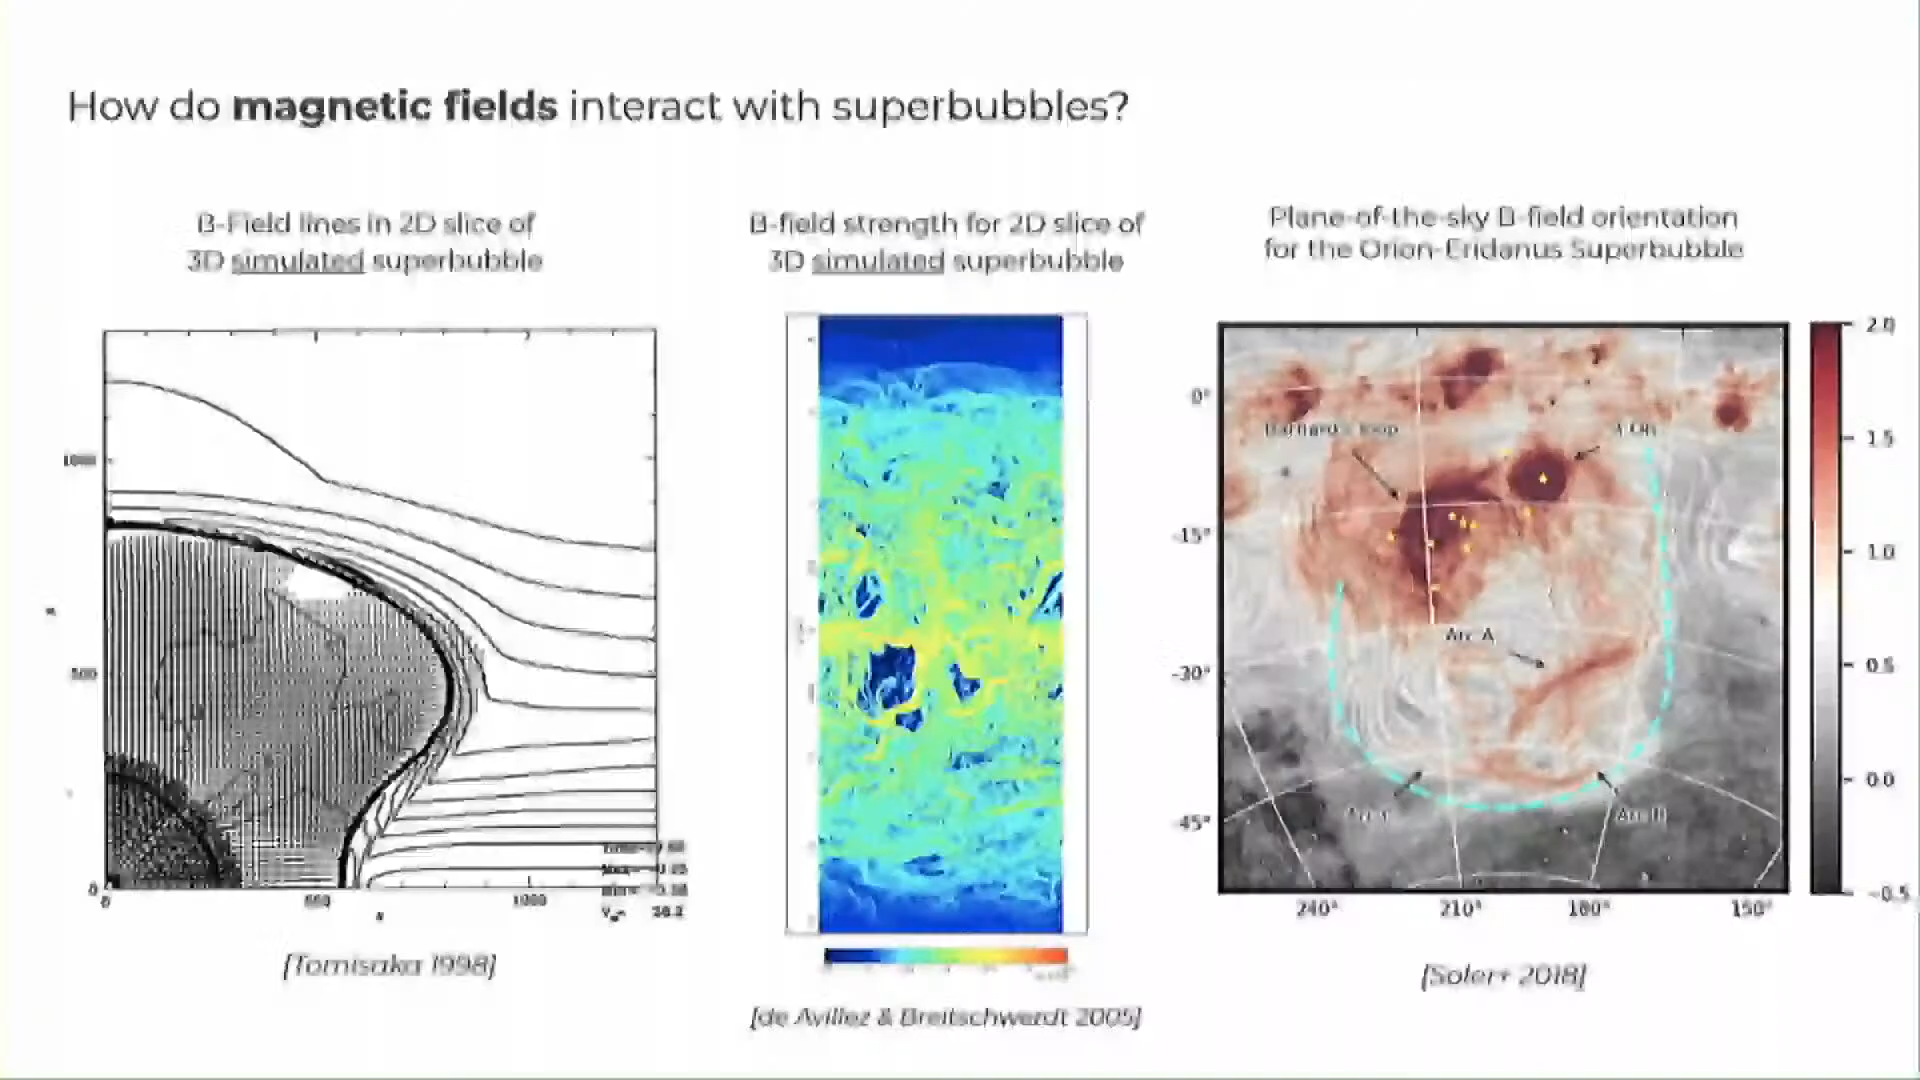 How do magnetic fields interact with superbubbles?
B-Field lines in 2D slice of
3D simulated superbubble
B-field strength for 2D slice of
3D simulated superbubble
Plane-of-the-sky B-field orientation
for the Orion-Eridanus Superbubble
1000
500
0
0
500
1000
[Tomisaka 1998]
[de Avillez & Breitschwerdt 2005]
0°
-15°
-30°
-45°
240°
210°
180°
150°
Barnard's loop
λ Ori
Arc A
Arc C
Arc B
2.0
1.5
1.0
0.5
0.0
-0.5
[Soler+ 2018]